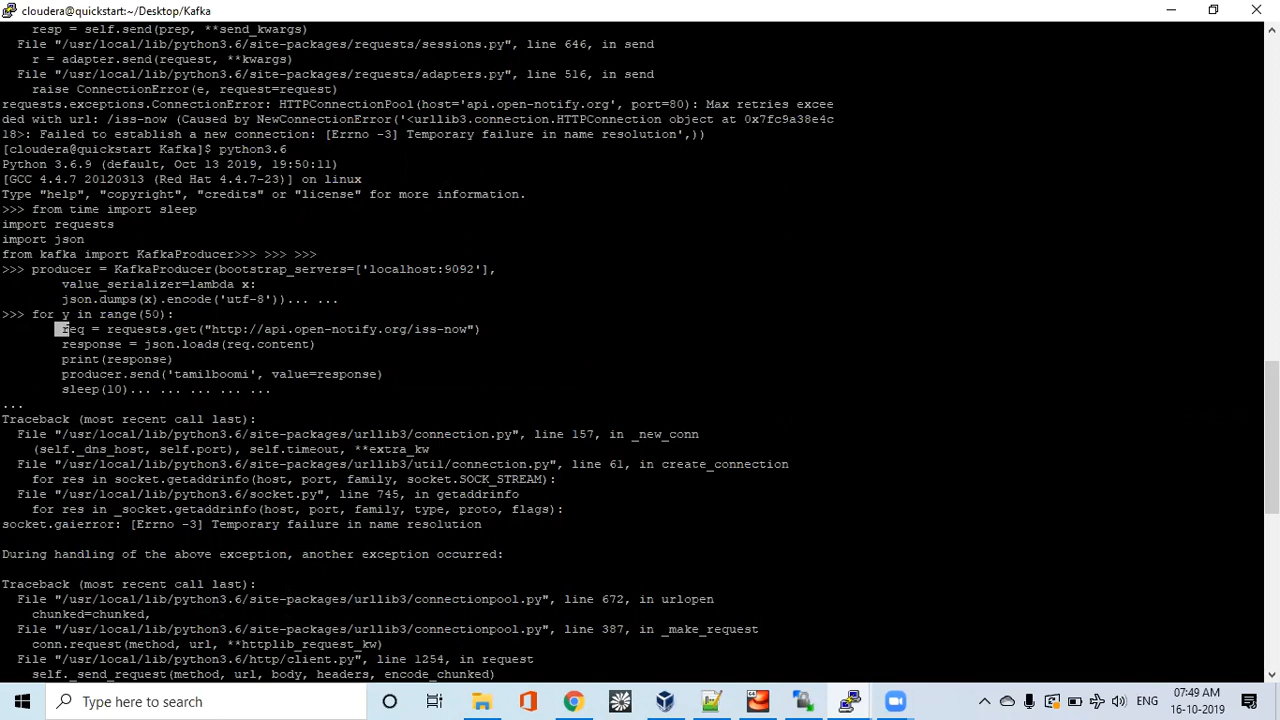 cloudera@quickstart:~/Desktop/Kafka
resp = self.send(prep, **send_kwargs)
File "/usr/local/lib/python3.6/site-packages/requests/sessions.py", line 646, in send
r = adapter.send(request, **kwargs)
File "/usr/local/lib/python3.6/site-packages/requests/adapters.py", line 516, in send
raise ConnectionError(e, request=request)
requests.exceptions.ConnectionError: HTTPConnectionPool(host='api.open-notify.org', port=80): Max retries excee
ded with url: /iss-now (Caused by NewConnectionError('<urllib3.connection.HTTPConnection object at 0x7fc9a38e4c
18>: Failed to establish a new connection: [Errno -3] Temporary failure in name resolution',))
[cloudera@quickstart Kafka]$ python3.6
Python 3.6.9 (default, Oct 13 2019, 19:50:11)
[GCC 4.4.7 20120313 (Red Hat 4.4.7-23)] on linux
Type "help", "copyright", "credits" or "license" for more information.
>>> from time import sleep
import requests
import json
from kafka import KafkaProducer>>> >>> >>>
>>> producer = KafkaProducer(bootstrap_servers=['localhost:9092'],
value_serializer=lambda x:
json.dumps(x).encode('utf-8'))... ...
>>> for y in range(50):
req = requests.get("http://api.open-notify.org/iss-now")
response = json.loads(req.content)
print(response)
producer.send('tamilboomi', value=response)
sleep(10)... ... ... ... ...
...
Traceback (most recent call last):
File "/usr/local/lib/python3.6/site-packages/urllib3/connection.py", line 157, in _new_conn
(self._dns_host, self.port), self.timeout, **extra_kw
File "/usr/local/lib/python3.6/site-packages/urllib3/util/connection.py", line 61, in create_connection
for res in socket.getaddrinfo(host, port, family, socket.SOCK_STREAM):
File "/usr/local/lib/python3.6/socket.py", line 745, in getaddrinfo
for res in _socket.getaddrinfo(host, port, family, type, proto, flags):
socket.gaierror: [Errno -3] Temporary failure in name resolution
During handling of the above exception, another exception occurred:
Traceback (most recent call last):
File "/usr/local/lib/python3.6/site-packages/urllib3/connectionpool.py", line 672, in urlopen
chunked=chunked,
File "/usr/local/lib/python3.6/site-packages/urllib3/connectionpool.py", line 387, in _make_request
conn.request(method, url, **httplib_request_kw)
File "/usr/local/lib/python3.6/http/client.py", line 1254, in request
self._send_request(method, url, body, headers, encode_chunked)
Type here to search
ENG
07:49 AM
16-10-2019